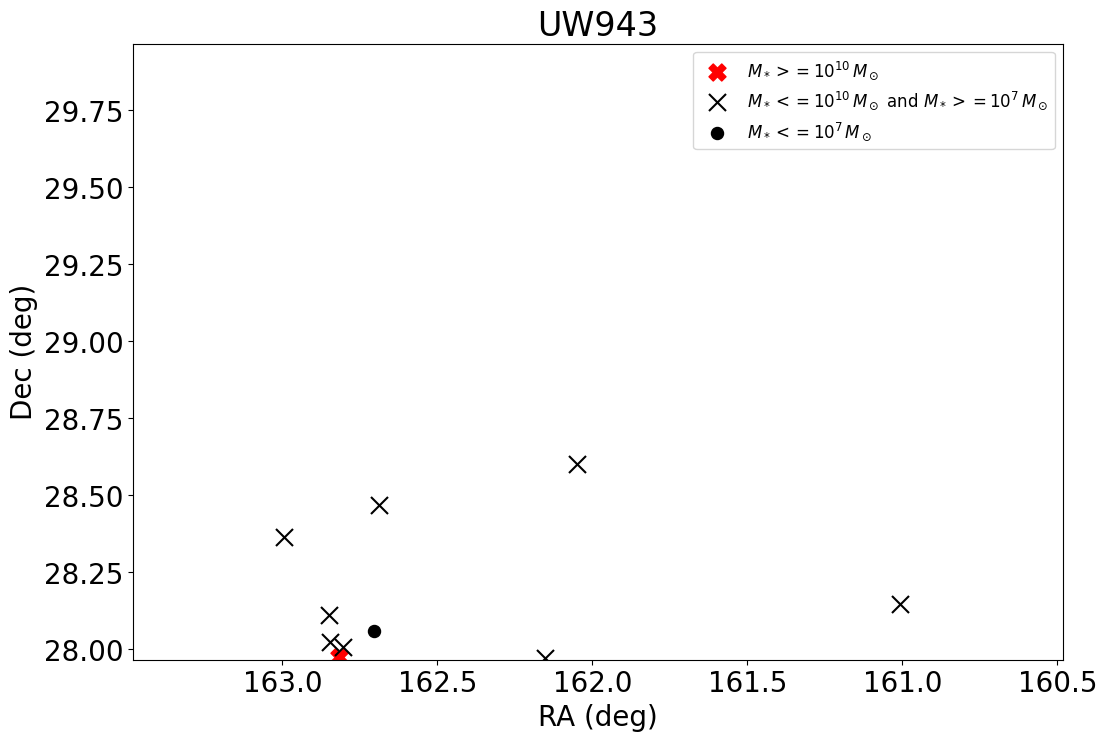 UW943
M* >= 10^10 M⊙
M* <= 10^10 M⊙ and M* >= 10^7 M⊙
M* <= 10^7 M⊙
Dec (deg)
29.75
29.50
29.25
29.00
28.75
28.50
28.25
28.00
163.0 162.5 162.0 161.5 161.0 160.5
RA (deg)